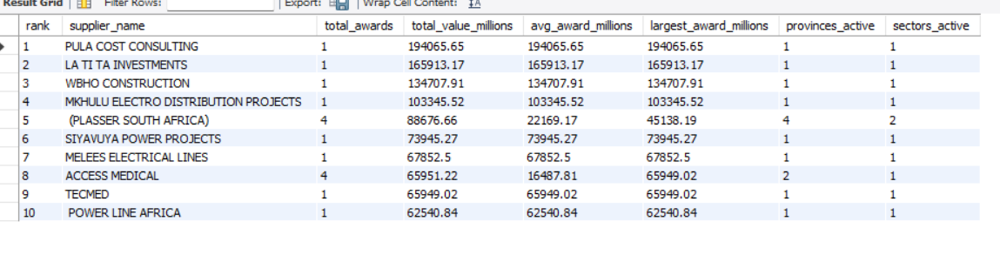 Result Grid Filter Rows: Export: Wrap Cell Content: IA
rank supplier_name total_awards total_value_millions avg_award_millions largest_award_millions provinces_active sectors_active
1 PULA COST CONSULTING 1 194065.65 194065.65 194065.65 1 1
2 LA TI TA INVESTMENTS 1 165913.17 165913.17 165913.17 1 1
3 WBHO CONSTRUCTION 1 134707.91 134707.91 134707.91 1 1
4 MKHULU ELECTRO DISTRIBUTION PROJECTS 1 103345.52 103345.52 103345.52 1 1
5 (PLASSER SOUTH AFRICA) 4 88676.66 22169.17 45138.19 4 2
6 SIYAVUYA POWER PROJECTS 1 73945.27 73945.27 73945.27 1 1
7 MELEES ELECTRICAL LINES 1 67852.5 67852.5 67852.5 1 1
8 ACCESS MEDICAL 4 65951.22 16487.81 65949.02 2 1
9 TECMED 1 65949.02 65949.02 65949.02 1 1
10 POWER LINE AFRICA 1 62540.84 62540.84 62540.84 1 1